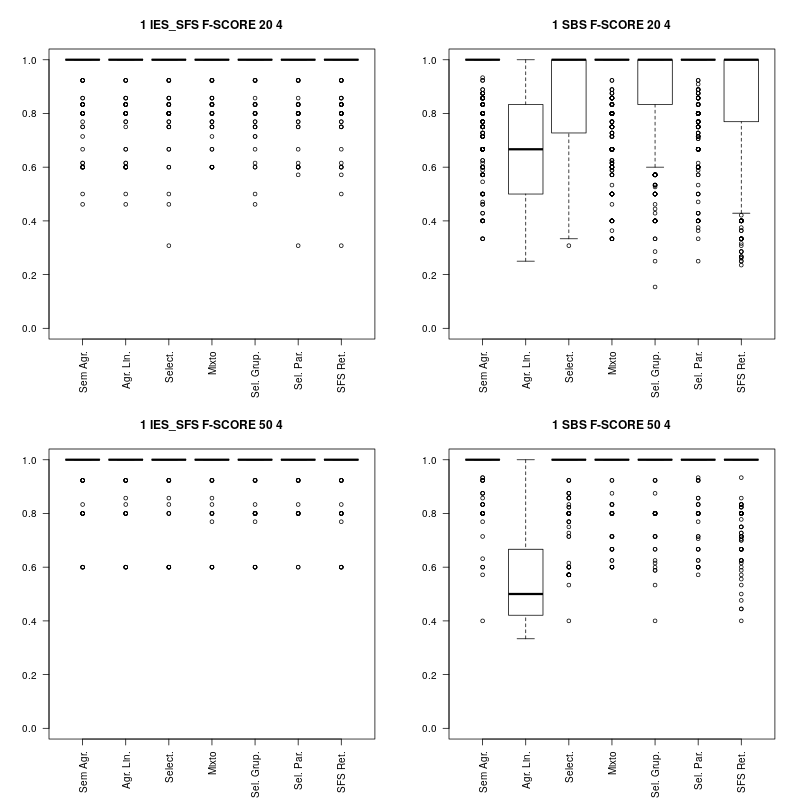 1 IES_SFS F-SCORE 20 4
1.0
0.8
0.6
0.4
0.2
0.0
Sem Agr.
Agr. Lin.
Select.
Mixto
Sel. Grup.
Sel. Par.
SFS Ret.
1 SBS F-SCORE 20 4
1.0
0.8
0.6
0.4
0.2
0.0
Sem Agr.
Agr. Lin.
Select.
Mixto
Sel. Grup.
Sel. Par.
SFS Ret.
1 IES_SFS F-SCORE 50 4
1.0
0.8
0.6
0.4
0.2
0.0
Sem Agr.
Agr. Lin.
Select.
Mixto
Sel. Grup.
Sel. Par.
SFS Ret.
1 SBS F-SCORE 50 4
1.0
0.8
0.6
0.4
0.2
0.0
Sem Agr.
Agr. Lin.
Select.
Mixto
Sel. Grup.
Sel. Par.
SFS Ret.